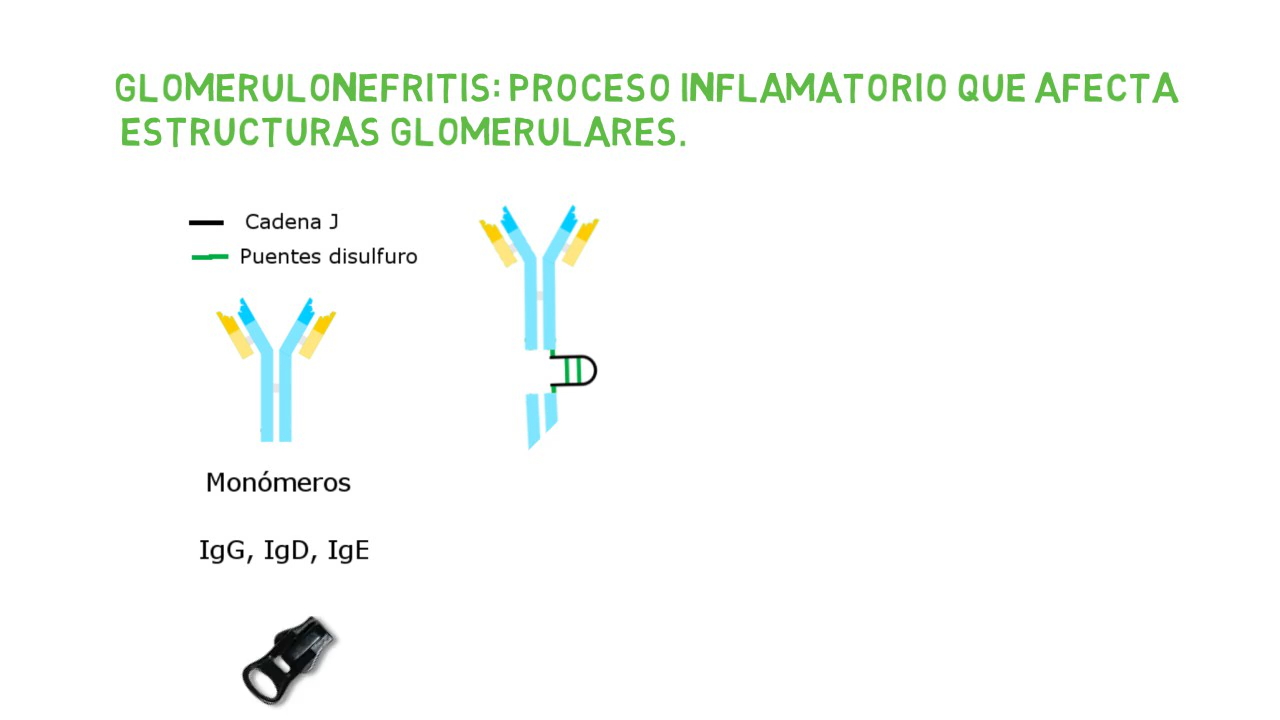 GLOMERULONEFRITIS: PROCESO INFLAMATORIO QUE AFECTA
ESTRUCTURAS GLOMERULARES.
Cadena J
Puentes disulfuro
Monómeros
IgG, IgD, IgE